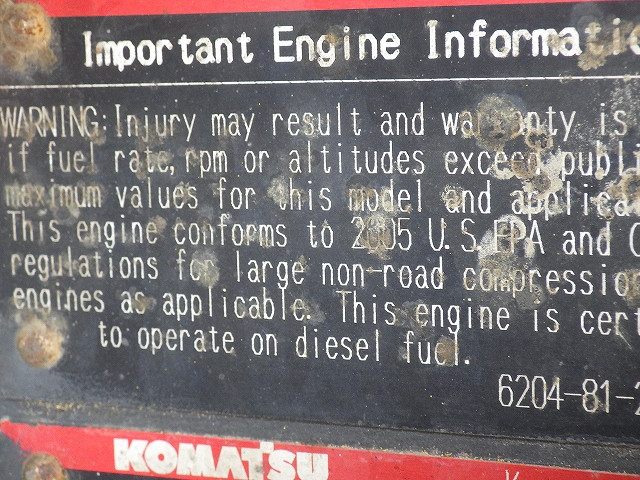 Important Engine Informatio
WARNING: Injury may result and warranty is
if fuel rate, rpm or altitudes exceed publi
maximum values for this model and applica
This engine conforms to 2005 U.S. EPA and C
regulations for large non-road compressio
engines as applicable. This engine is cert
to operate on diesel fuel.
6204-81-2
KOMATSU